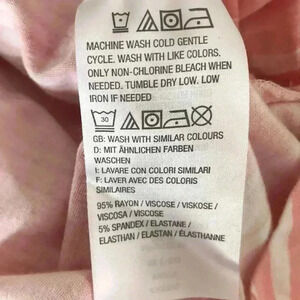 MACHINE WASH COLD GENTLE
CYCLE. WASH WITH LIKE COLORS.
ONLY NON-CHLORINE BLEACH WHEN
NEEDED. TUMBLE DRY LOW. LOW
IRON IF NEEDED
30
GB: WASH WITH SIMILAR COLOURS
D: MIT ÄHNLICHEN FARBEN
WASCHEN
I: LAVARE CON COLORI SIMILARI
F: LAVER AVEC DES COLORIS
SIMILAIRES
95% RAYON / VISCOSE / VISKOSE /
VISCOSA / VISCOSE
5% SPANDEX / ELASTANE /
ELASTHAN / ELASTAN / ÉLASTHANNE